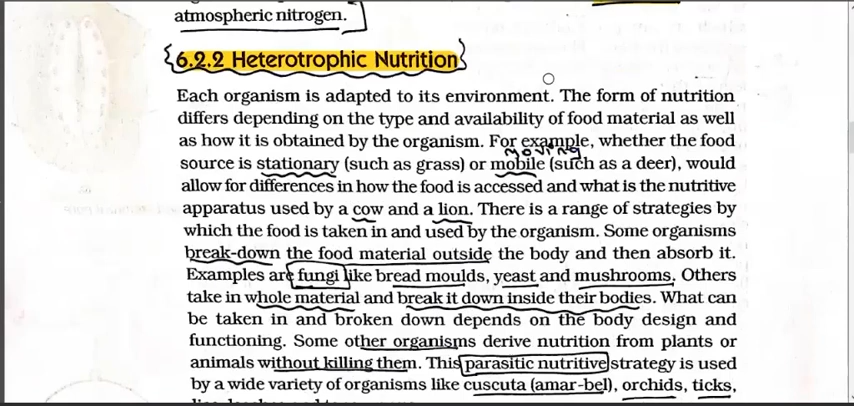 atmospheric nitrogen.
6.2.2 Heterotrophic Nutrition
Each organism is adapted to its environment. The form of nutrition
differs depending on the type and availability of food material as well
as how it is obtained by the organism. For example, whether the food
moving
source is stationary (such as grass) or mobile (such as a deer), would
allow for differences in how the food is accessed and what is the nutritive
apparatus used by a cow and a lion. There is a range of strategies by
which the food is taken in and used by the organism. Some organisms
break-down the food material outside the body and then absorb it.
Examples are fungi like bread moulds, yeast and mushrooms. Others
take in whole material and break it down inside their bodies. What can
be taken in and broken down depends on the body design and
functioning. Some other organisms derive nutrition from plants or
animals without killing them. This parasitic nutritive strategy is used
by a wide variety of organisms like cuscuta (amar-bel), orchids, ticks,